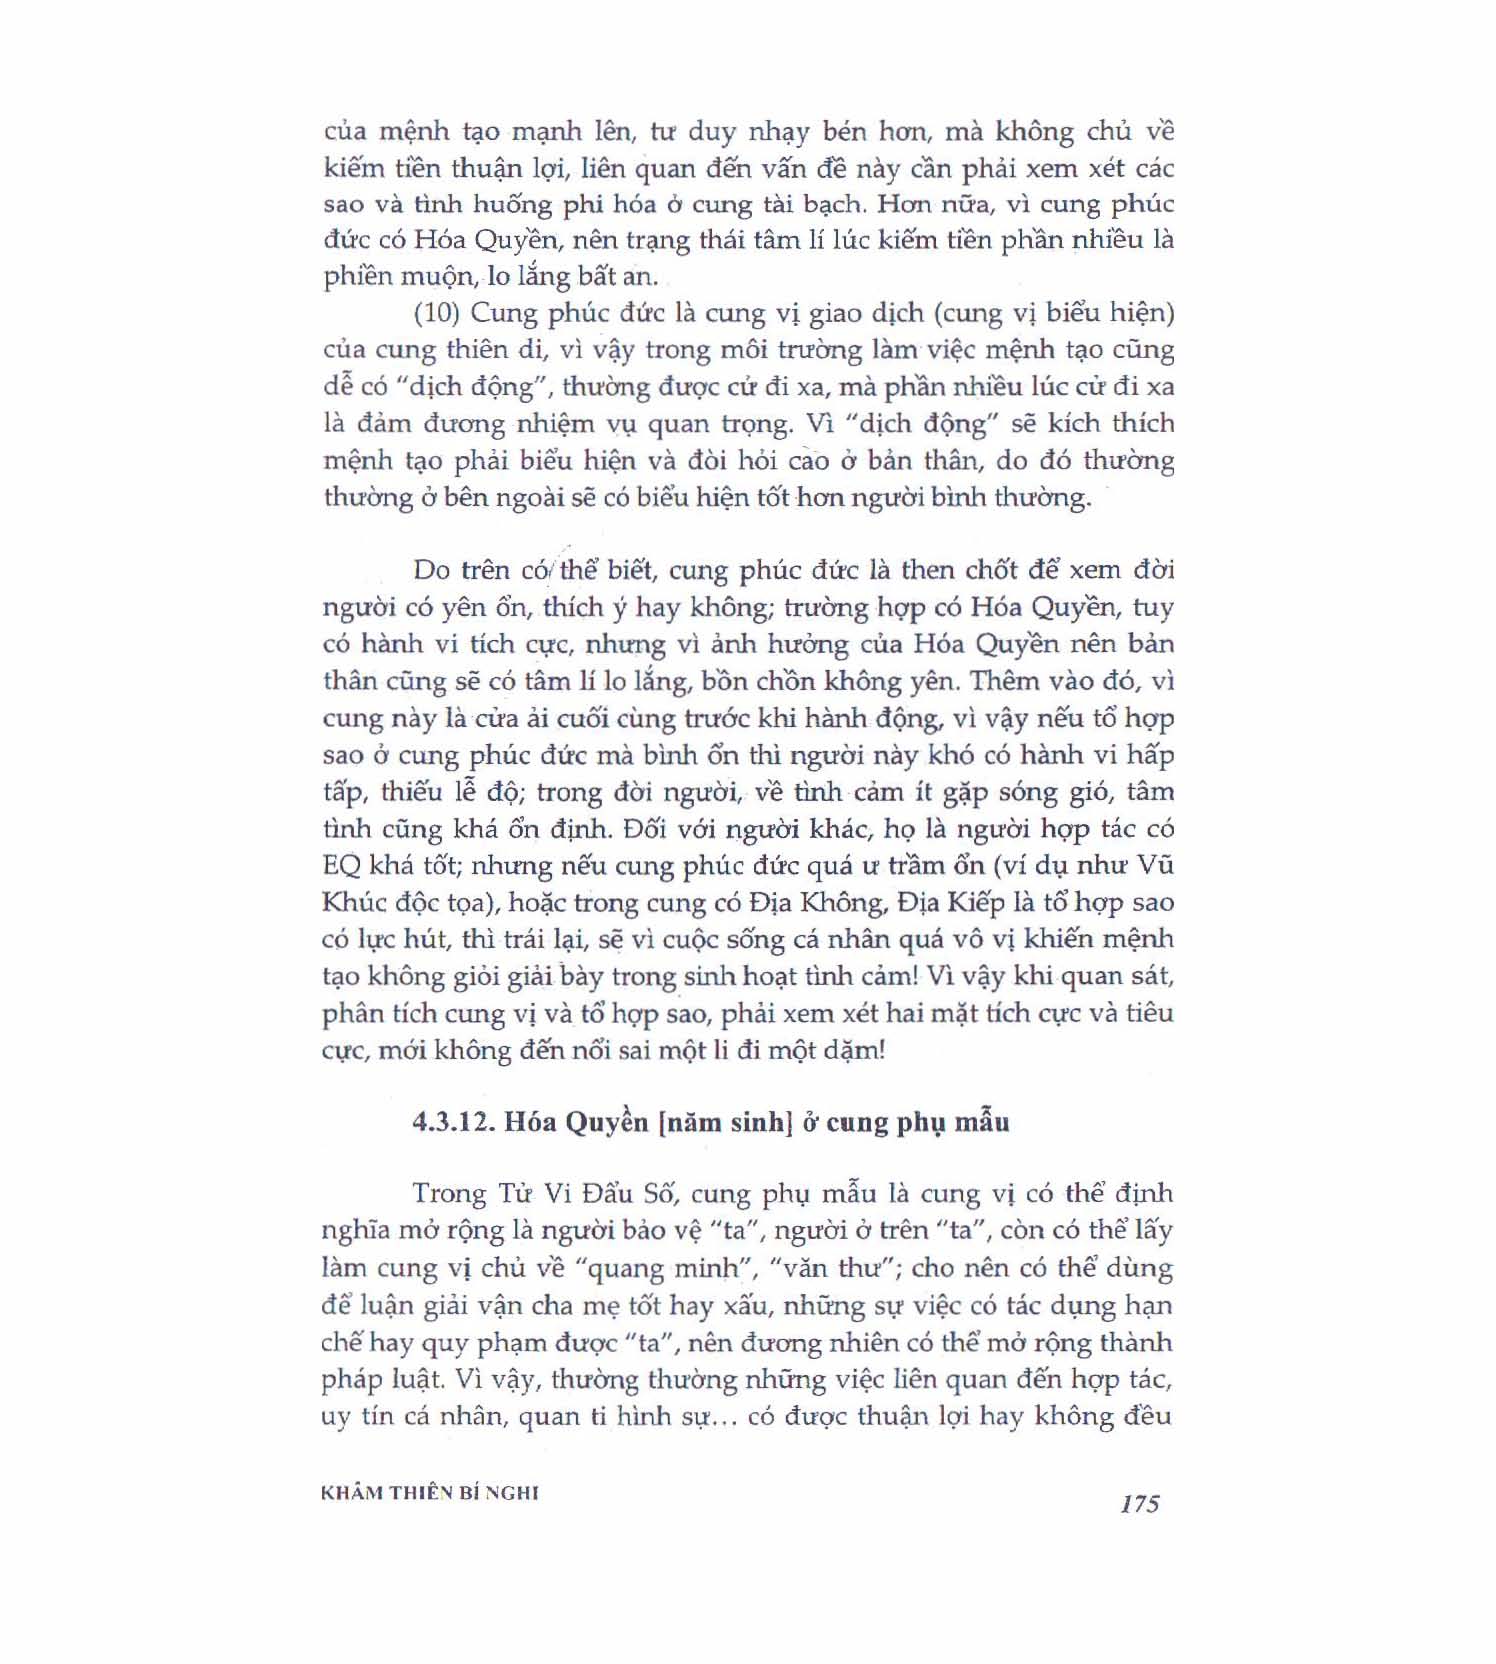 của mệnh tạo mạnh lên, tư duy nhạy bén hơn, mà không chủ về
kiếm tiền thuận lợi, liên quan đến vấn đề này cần phải xem xét các
sao và tình huống phi hóa ở cung tài bạch. Hơn nữa, vì cung phúc
đức có Hóa Quyền, nên trạng thái tâm lí lúc kiếm tiền phần nhiều là
phiền muộn, lo lắng bất an.
(10) Cung phúc đức là cung vị giao dịch (cung vị biểu hiện)
của cung thiên di, vì vậy trong môi trường làm việc mệnh tạo cũng
dễ có "dịch động", thường được cử đi xa, mà phần nhiều lúc cử đi xa
là đảm đương nhiệm vụ quan trọng. Vì "dịch động" sẽ kích thích
mệnh tạo phải biểu hiện và đòi hỏi cao ở bản thân, do đó thường
thường ở bên ngoài sẽ có biểu hiện tốt hơn người bình thường.
Do trên có thể biết, cung phúc đức là then chốt để xem đời
người có yên ổn, thích ý hay không; trường hợp có Hóa Quyền, tuy
có hành vi tích cực, nhưng vì ảnh hưởng của Hóa Quyền nên bản
thân cũng sẽ có tâm lí lo lắng, bồn chồn không yên. Thêm vào đó, vì
cung này là cửa ải cuối cùng trước khi hành động, vì vậy nếu tổ hợp
sao ở cung phúc đức mà bình ổn thì người này khó có hành vi hấp
tấp, thiếu lễ độ; trong đời người, về tình cảm ít gặp sóng gió, tâm
tình cũng khá ổn định. Đối với người khác, họ là người hợp tác có
EQ khá tốt; nhưng nếu cung phúc đức quá ư trầm ổn (ví dụ như Vũ
Khúc độc tọa), hoặc trong cung có Địa Không, Địa Kiếp là tổ hợp sao
có lực hút, thì trái lại, sẽ vì cuộc sống cá nhân quá vô vị khiến mệnh
tạo không giỏi giải bày trong sinh hoạt tình cảm! Vì vậy khi quan sát,
phân tích cung vị và tổ hợp sao, phải xem xét hai mặt tích cực và tiêu
cực, mới không đến nổi sai một li đi một dặm!
4.3.12. Hóa Quyền [năm sinh] ở cung phụ mẫu
Trong Tử Vi Đẩu Số, cung phụ mẫu là cung vị có thể định
nghĩa mở rộng là người bảo vệ "ta", người ở trên "ta", còn có thể lấy
làm cung vị chủ về "quang minh", "văn thư"; cho nên có thể dùng
để luận giải vận cha mẹ tốt hay xấu, những sự việc có tác dụng hạn
chế hay quy phạm được "ta", nên đương nhiên có thể mở rộng thành
pháp luật. Vì vậy, thường thường những việc liên quan đến hợp tác,
uy tín cá nhân, quan ti hình sự... có được thuận lợi hay không đều
KHÂM THIÊN BÍ NGHI
175